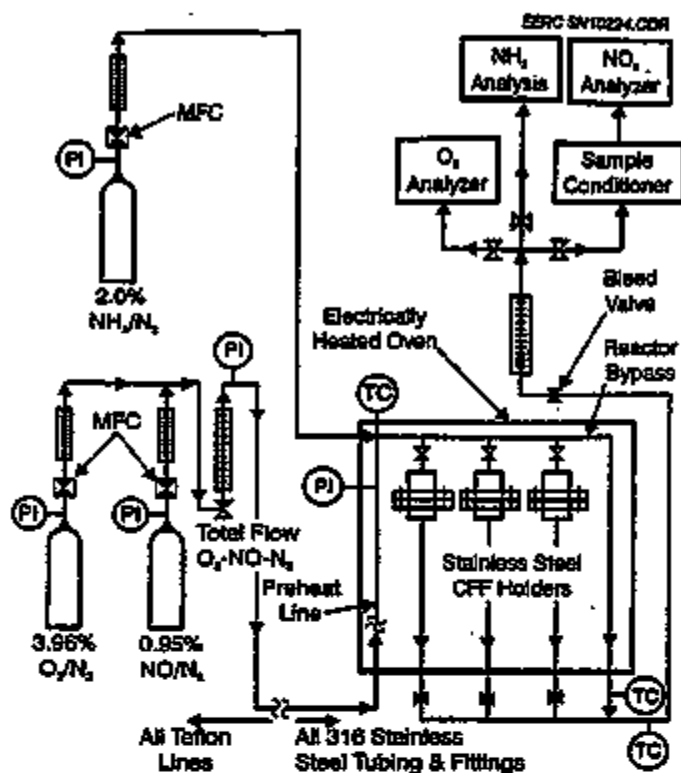 EERC SN10224.CDR
NH₃
Analysis
NOₓ
Analyzer
MFC
PI
O₂
Analyzer
Sample
Conditioner
2.0%
NH₃/N₂
Bleed
Valve
Electrically
Heated Oven
Reactor
Bypass
PI
TC
MFC
PI
PI
PI
Total Flow
O₂-NO-N₂
Stainless Steel
CFF Holders
Preheat
Line
3.96%
O₂/N₂
0.95%
NO/N₂
TC
TC
All Teflon
Lines
All 316 Stainless
Steel Tubing & Fittings